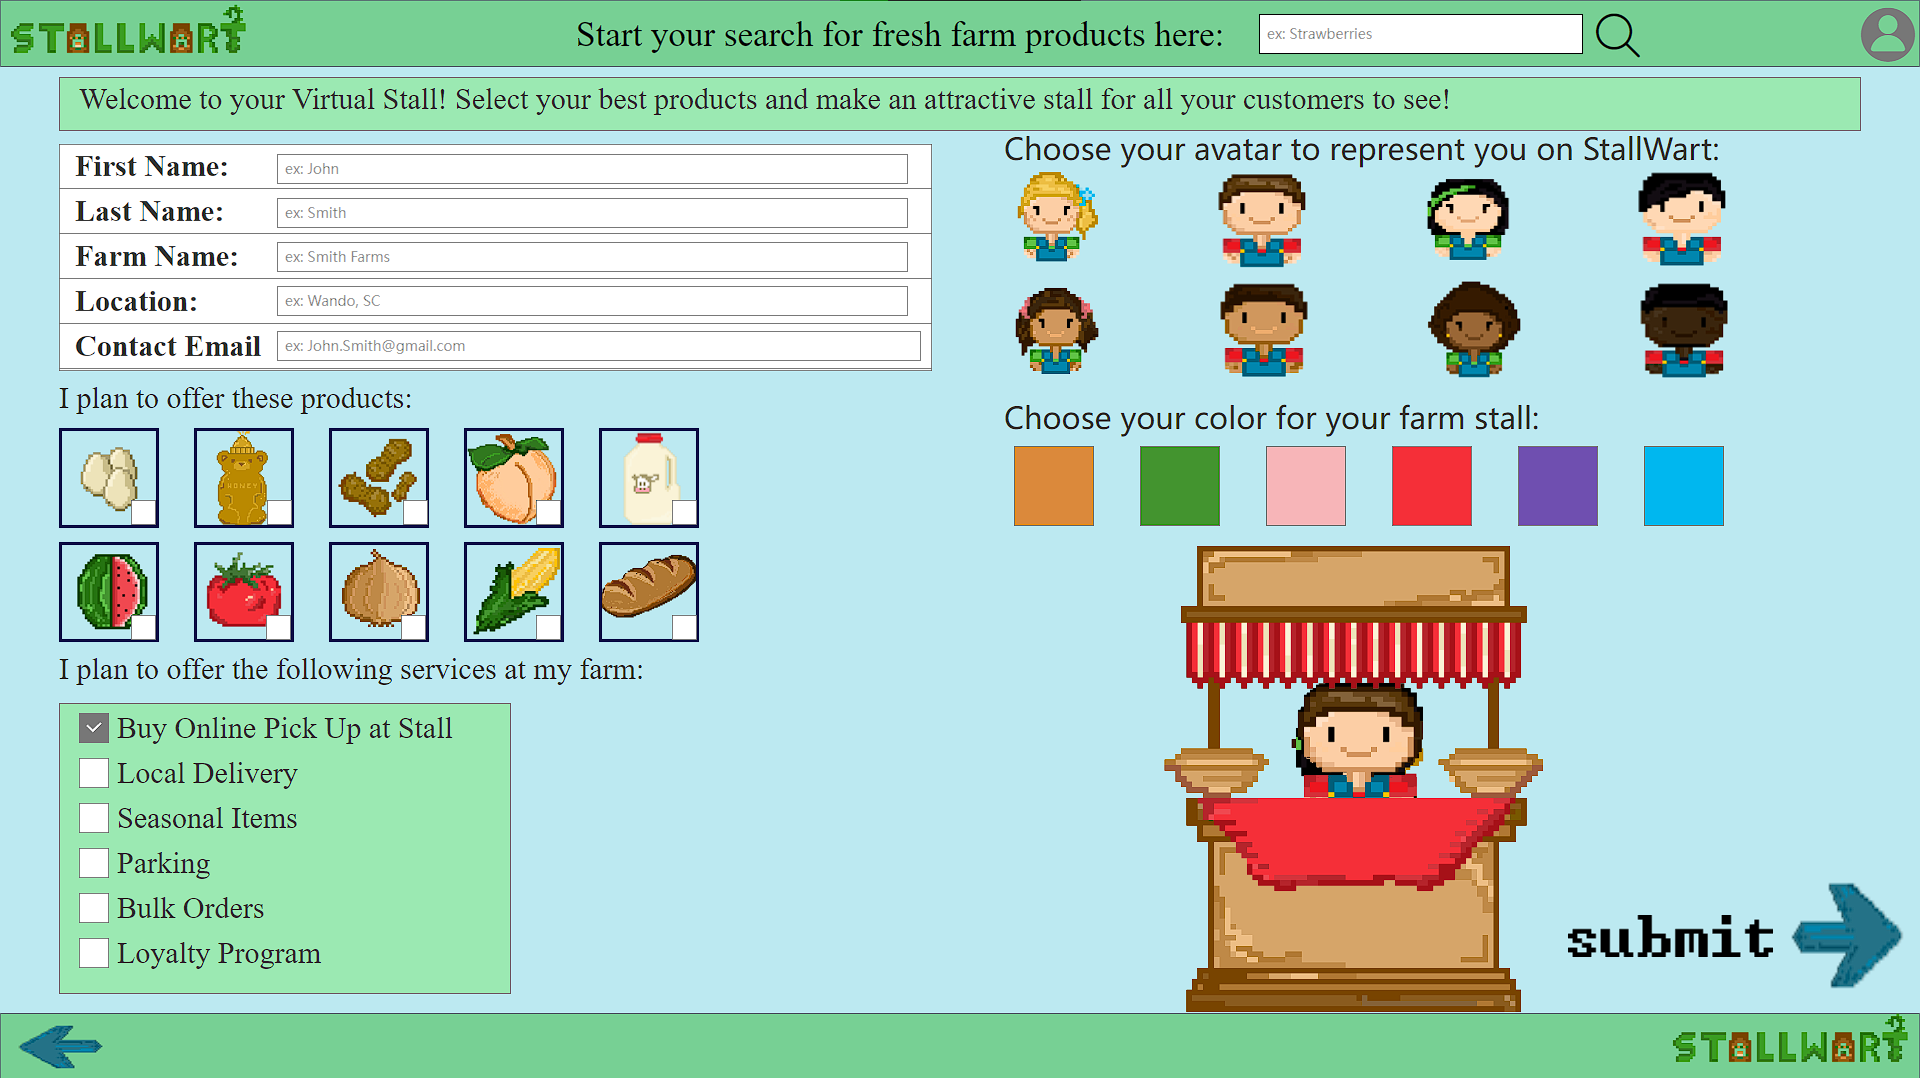 STALLWART
Start your search for fresh farm products here:
ex: Strawberries
Welcome to your Virtual Stall! Select your best products and make an attractive stall for all your customers to see!
First Name:
ex: John
Last Name:
ex: Smith
Farm Name:
ex: Smith Farms
Location:
ex: Wando, SC
Contact Email
ex: John.Smith@gmail.com
I plan to offer these products:
HONEY
I plan to offer the following services at my farm:
Buy Online Pick Up at Stall
Local Delivery
Seasonal Items
Parking
Bulk Orders
Loyalty Program
Choose your avatar to represent you on StallWart:
Choose your color for your farm stall:
submit
STALLWART